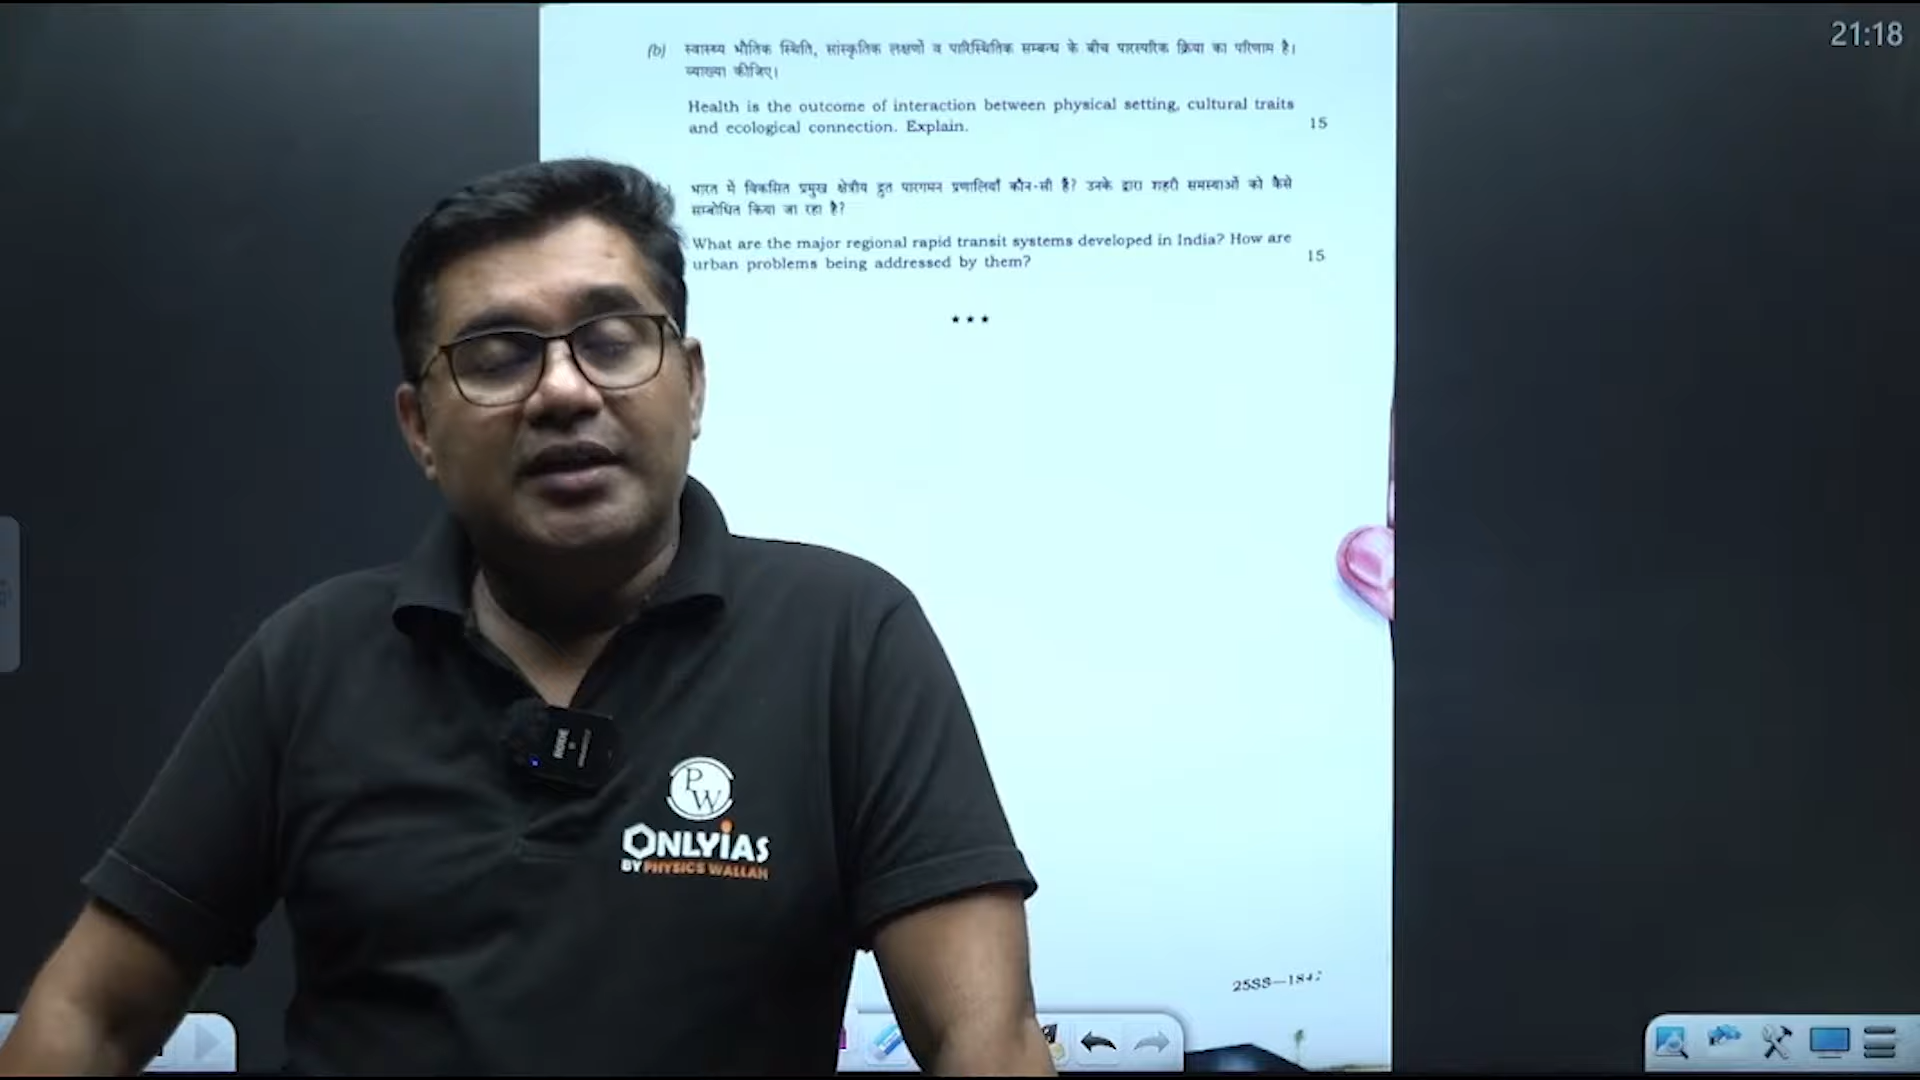 21:18
(b) स्वास्थ्य भौतिक स्थिति, सांस्कृतिक लक्षणों व पारिस्थितिक सम्बन्ध के बीच पारस्परिक क्रिया का परिणाम है।
व्याख्या कीजिए।
Health is the outcome of interaction between physical setting, cultural traits
and ecological connection. Explain. 15
भारत में विकसित प्रमुख क्षेत्रीय द्रुत पारगमन प्रणालियाँ कौन-सी हैं? उनके द्वारा शहरी समस्याओं को कैसे
सम्बोधित किया जा रहा है?
What are the major regional rapid transit systems developed in India? How are
urban problems being addressed by them? 15
★ ★ ★
RODE
PW
ONLYIAS
BY PHYSICS WALLAH